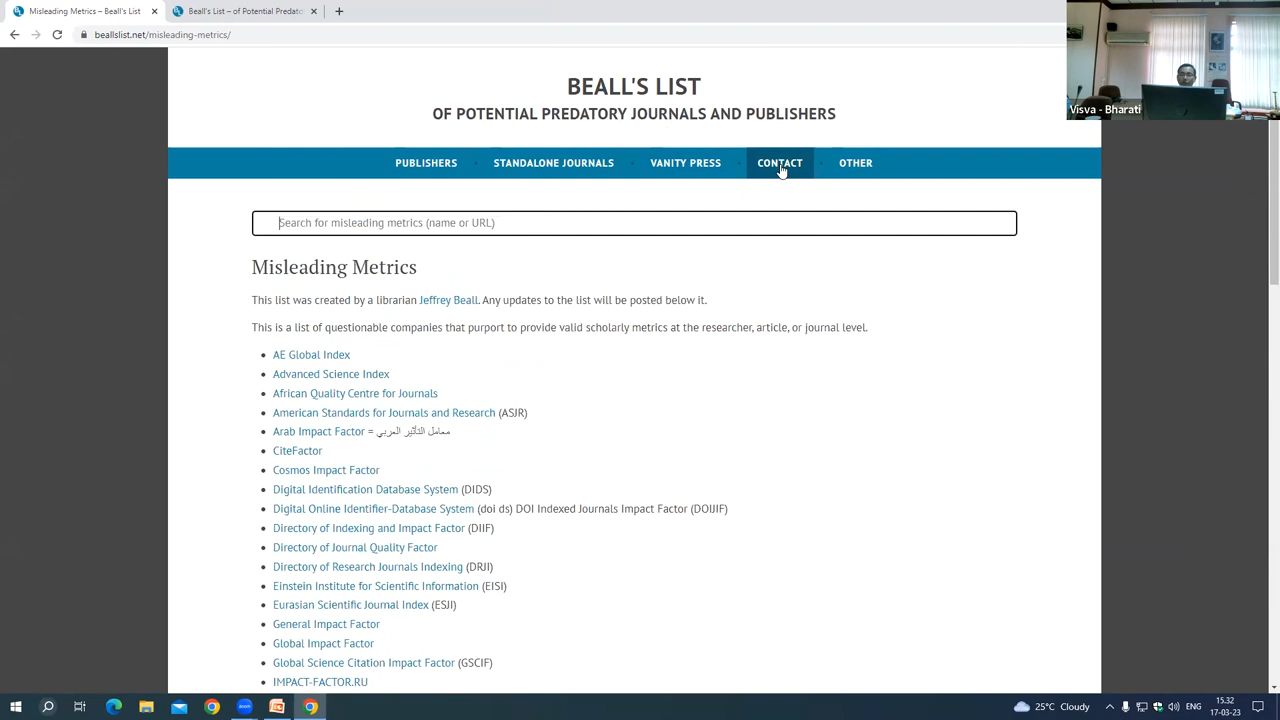 Misleading Metrics – Beall's List
Beall's List – of Potential Predato
beallslist.net/misleading-metrics/
Visva - Bharati
BEALL'S LIST
OF POTENTIAL PREDATORY JOURNALS AND PUBLISHERS
PUBLISHERS STANDALONE JOURNALS VANITY PRESS CONTACT OTHER
Search for misleading metrics (name or URL)
Misleading Metrics
This list was created by a librarian Jeffrey Beall. Any updates to the list will be posted below it.
This is a list of questionable companies that purport to provide valid scholarly metrics at the researcher, article, or journal level.
AE Global Index
Advanced Science Index
African Quality Centre for Journals
American Standards for Journals and Research (ASJR)
Arab Impact Factor = معامل التأثير العربي
CiteFactor
Cosmos Impact Factor
Digital Identification Database System (DIDS)
Digital Online Identifier-Database System (doi ds) DOI Indexed Journals Impact Factor (DOIJIF)
Directory of Indexing and Impact Factor (DIIF)
Directory of Journal Quality Factor
Directory of Research Journals Indexing (DRJI)
Einstein Institute for Scientific Information (EISI)
Eurasian Scientific Journal Index (ESJI)
General Impact Factor
Global Impact Factor
Global Science Citation Impact Factor (GSCIF)
IMPACT-FACTOR.RU
25°C Cloudy ENG 15.32
17-03-23